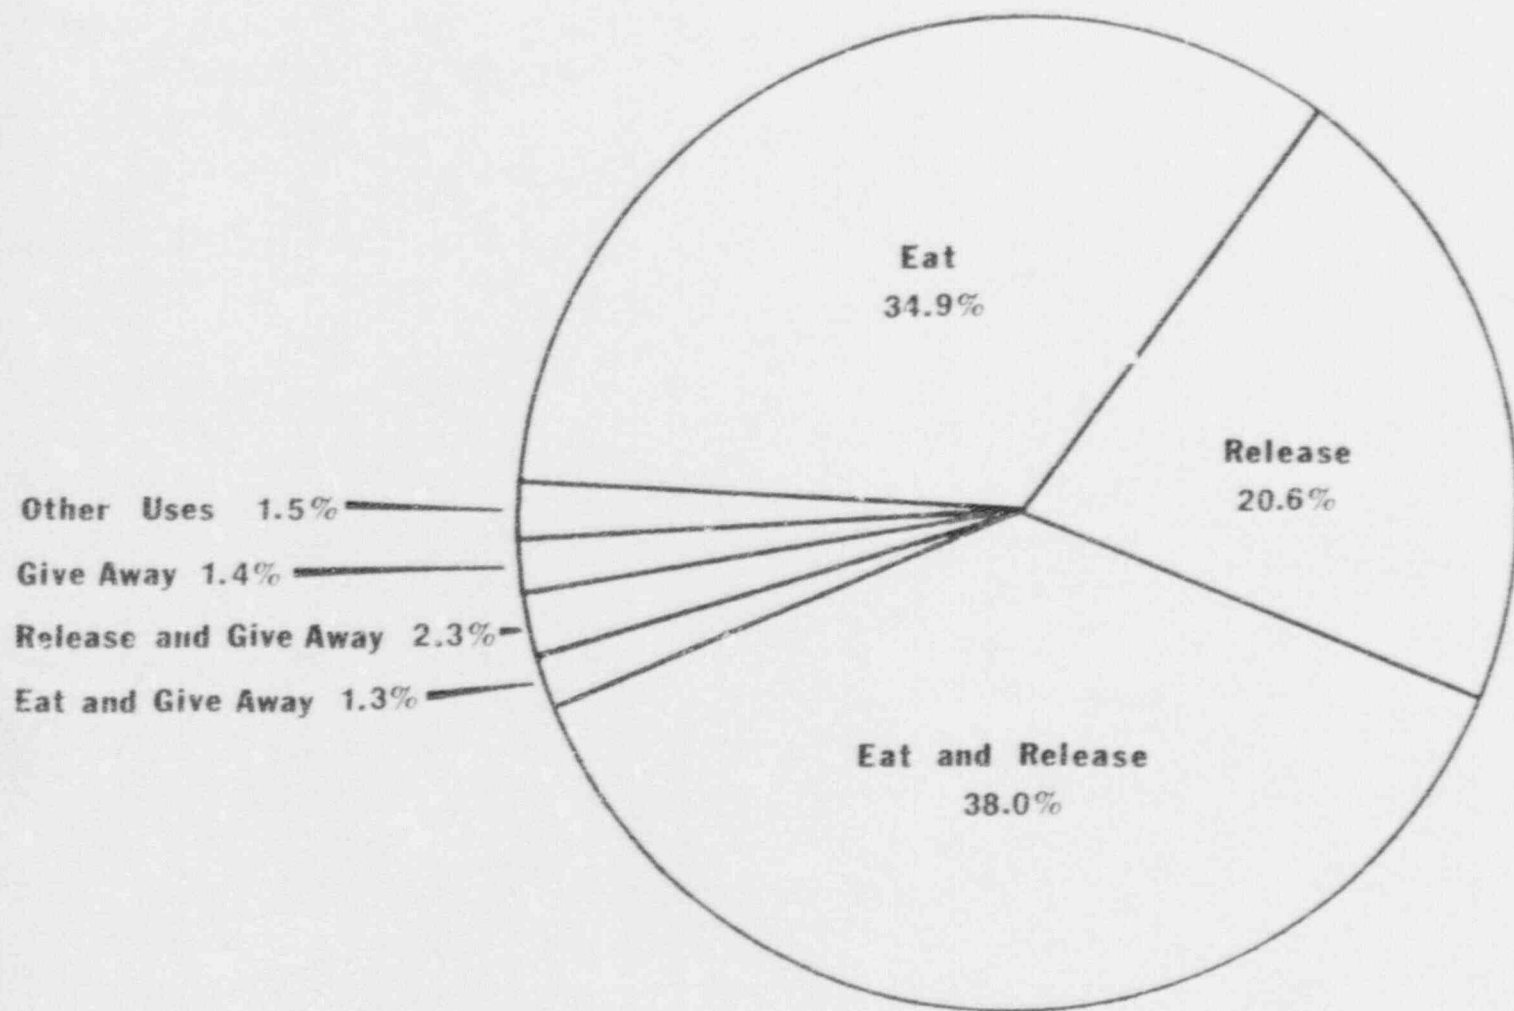 Eat
34.9%
Release
20.6%
Other Uses 1.5%
Give Away 1.4%
Release and Give Away 2.3%
Eat and Give Away 1.3%
Eat and Release
38.0%